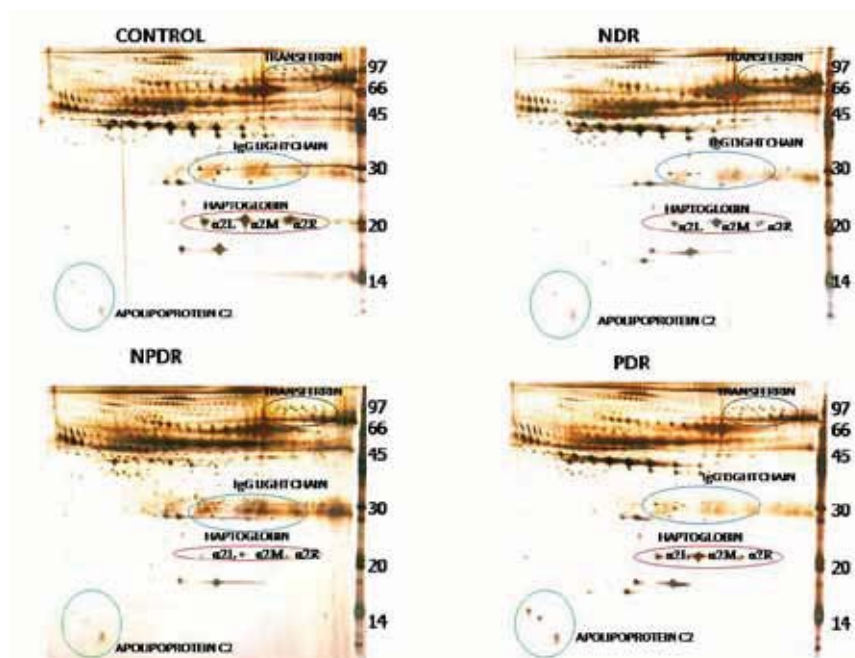 CONTROL
TRANSFERRIN
97
66
45
IgG LIGHT CHAIN
30
HAPTOGLOBIN
α2L α2M α2R
20
14
APOLIPOPROTEIN C2
NDR
TRANSFERRIN
97
66
45
IgG LIGHT CHAIN
30
HAPTOGLOBIN
α2L α2M α2R
20
14
APOLIPOPROTEIN C2
NPDR
TRANSFERRIN
97
66
45
IgG LIGHT CHAIN
30
HAPTOGLOBIN
α2L α2M α2R
20
14
APOLIPOPROTEIN C2
PDR
TRANSFERRIN
97
66
45
IgG LIGHT CHAIN
30
HAPTOGLOBIN
α2L α2M α2R
20
14
APOLIPOPROTEIN C2